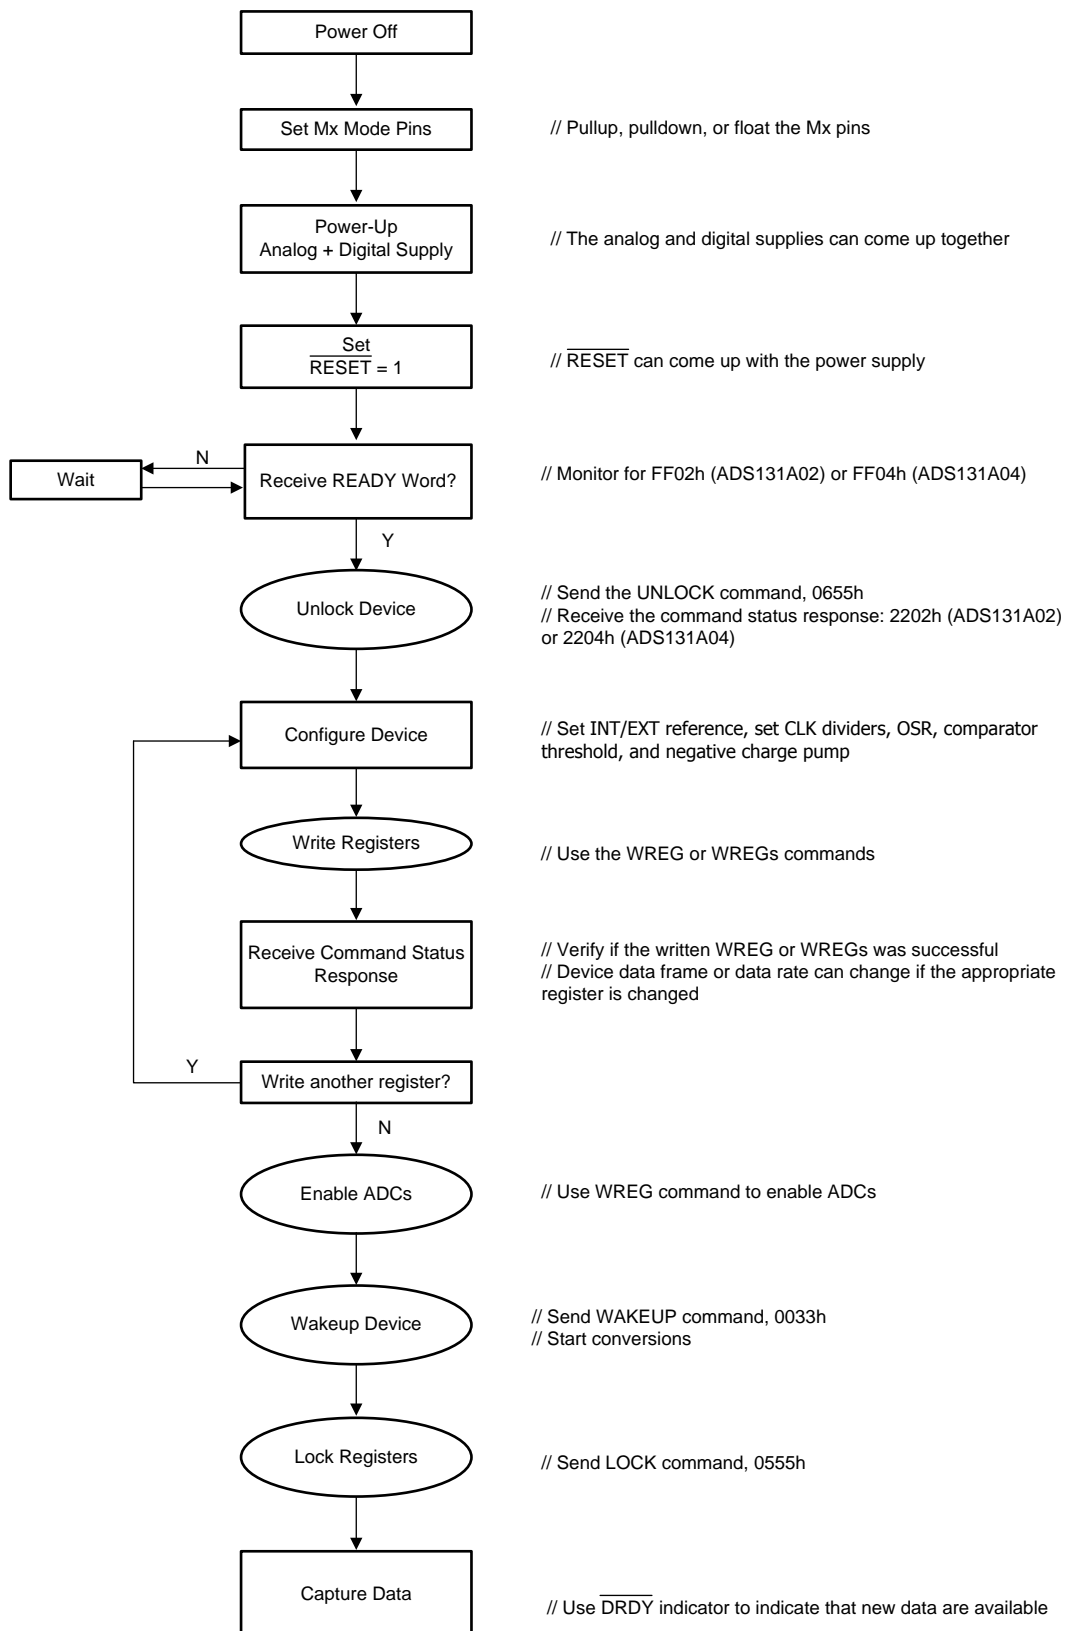 Power Off
Set Mx Mode Pins
// Pullup, pulldown, or float the Mx pins
Power-Up
Analog + Digital Supply
// The analog and digital supplies can come up together
Set
RESET = 1
// RESET can come up with the power supply
N
Wait
Receive READY Word?
// Monitor for FF02h (ADS131A02) or FF04h (ADS131A04)
Y
Unlock Device
// Send the UNLOCK command, 0655h
// Receive the command status response: 2202h (ADS131A02)
or 2204h (ADS131A04)
Configure Device
// Set INT/EXT reference, set CLK dividers, OSR, comparator
threshold, and negative charge pump
Write Registers
// Use the WREG or WREGs commands
Receive Command Status
Response
// Verify if the written WREG or WREGs was successful
// Device data frame or data rate can change if the appropriate
register is changed
Y
Write another register?
N
Enable ADCs
// Use WREG command to enable ADCs
Wakeup Device
// Send WAKEUP command, 0033h
// Start conversions
Lock Registers
// Send LOCK command, 0555h
Capture Data
// Use DRDY indicator to indicate that new data are available